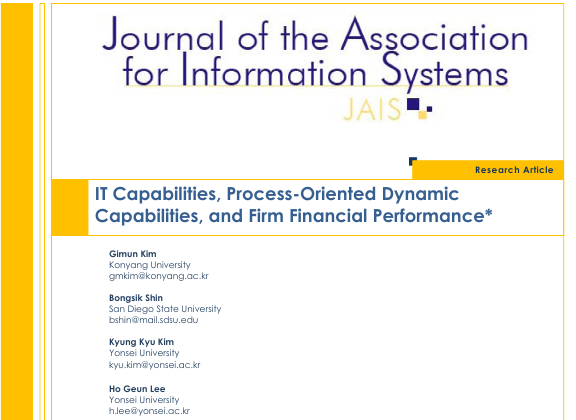 Journal of the Association
for Information Systems
JAIS
Research Article
IT Capabilities, Process-Oriented Dynamic
Capabilities, and Firm Financial Performance*
Gimun Kim
Konyang University
gmkim@konyang.ac.kr
Bongsik Shin
San Diego State University
bshin@mail.sdsu.edu
Kyung Kyu Kim
Yonsei University
kyu.kim@yonsei.ac.kr
Ho Geun Lee
Yonsei University
h.lee@yonsei.ac.kr